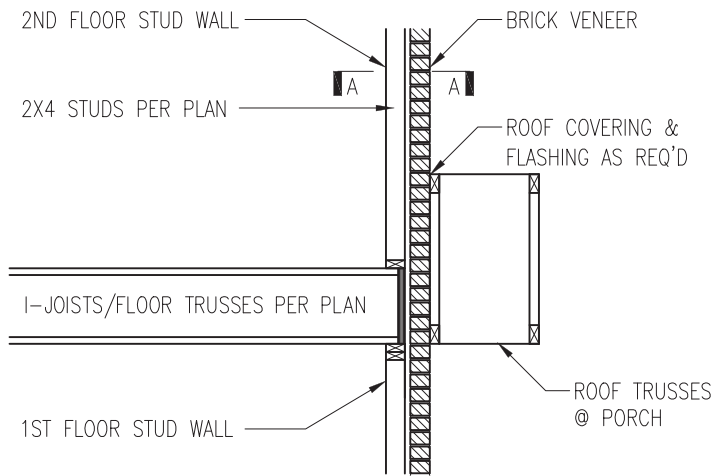 2ND FLOOR STUD WALL
BRICK VENEER
A
A
2X4 STUDS PER PLAN
ROOF COVERING &
FLASHING AS REQ'D
I-JOISTS/FLOOR TRUSSES PER PLAN
ROOF TRUSSES
@ PORCH
1ST FLOOR STUD WALL